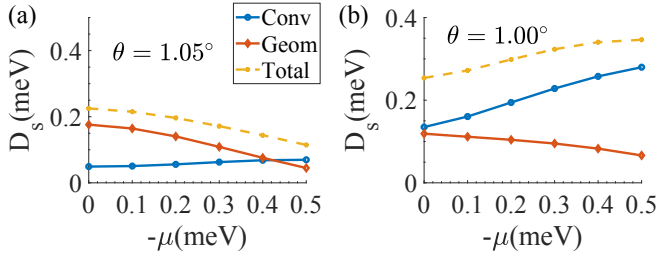 (a)
θ = 1.05°
Conv
Geom
Total
D_s(meV)
0.4
0.2
0
0 0.1 0.2 0.3 0.4 0.5
-μ(meV)
(b)
θ = 1.00°
D_s(meV)
0.4
0.2
0
0 0.1 0.2 0.3 0.4 0.5
-μ(meV)